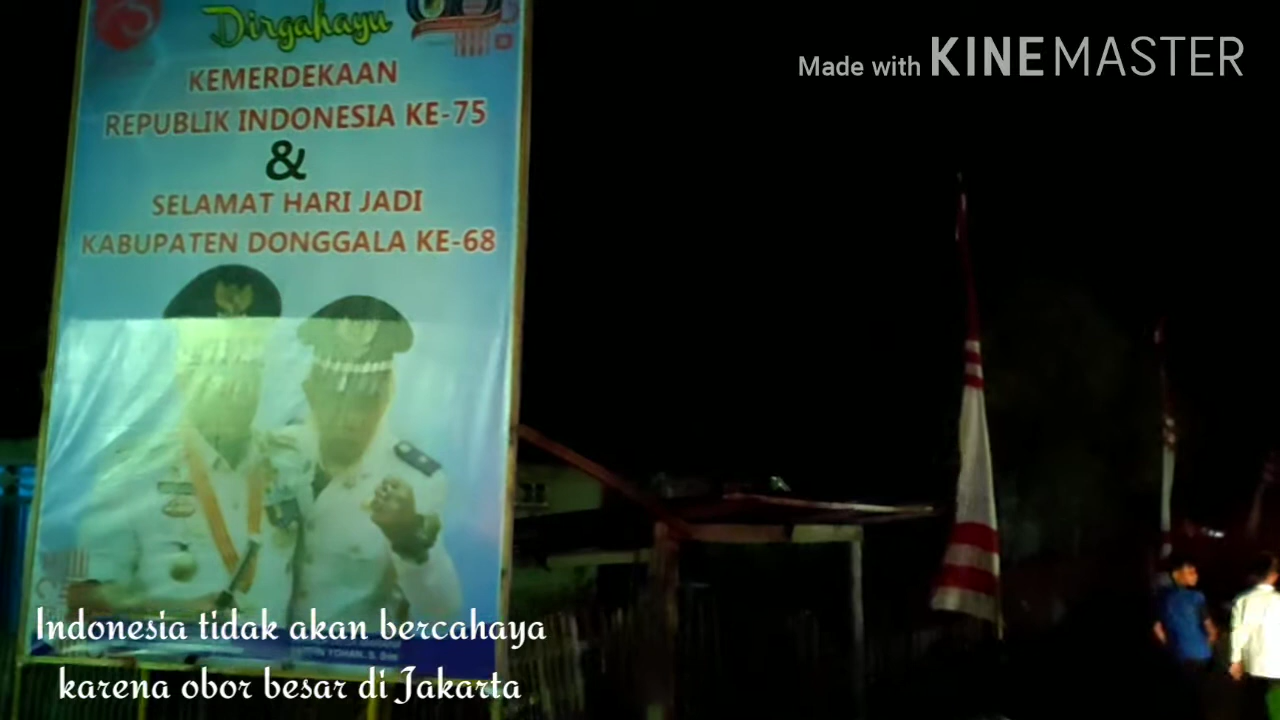 Dirgahayu
KEMERDEKAAN
REPUBLIK INDONESIA KE-75
&
SELAMAT HARI JADI
KABUPATEN DONGGALA KE-68
Made with KINEMASTER
Indonesia tidak akan bercahaya
karena obor besar di Jakarta